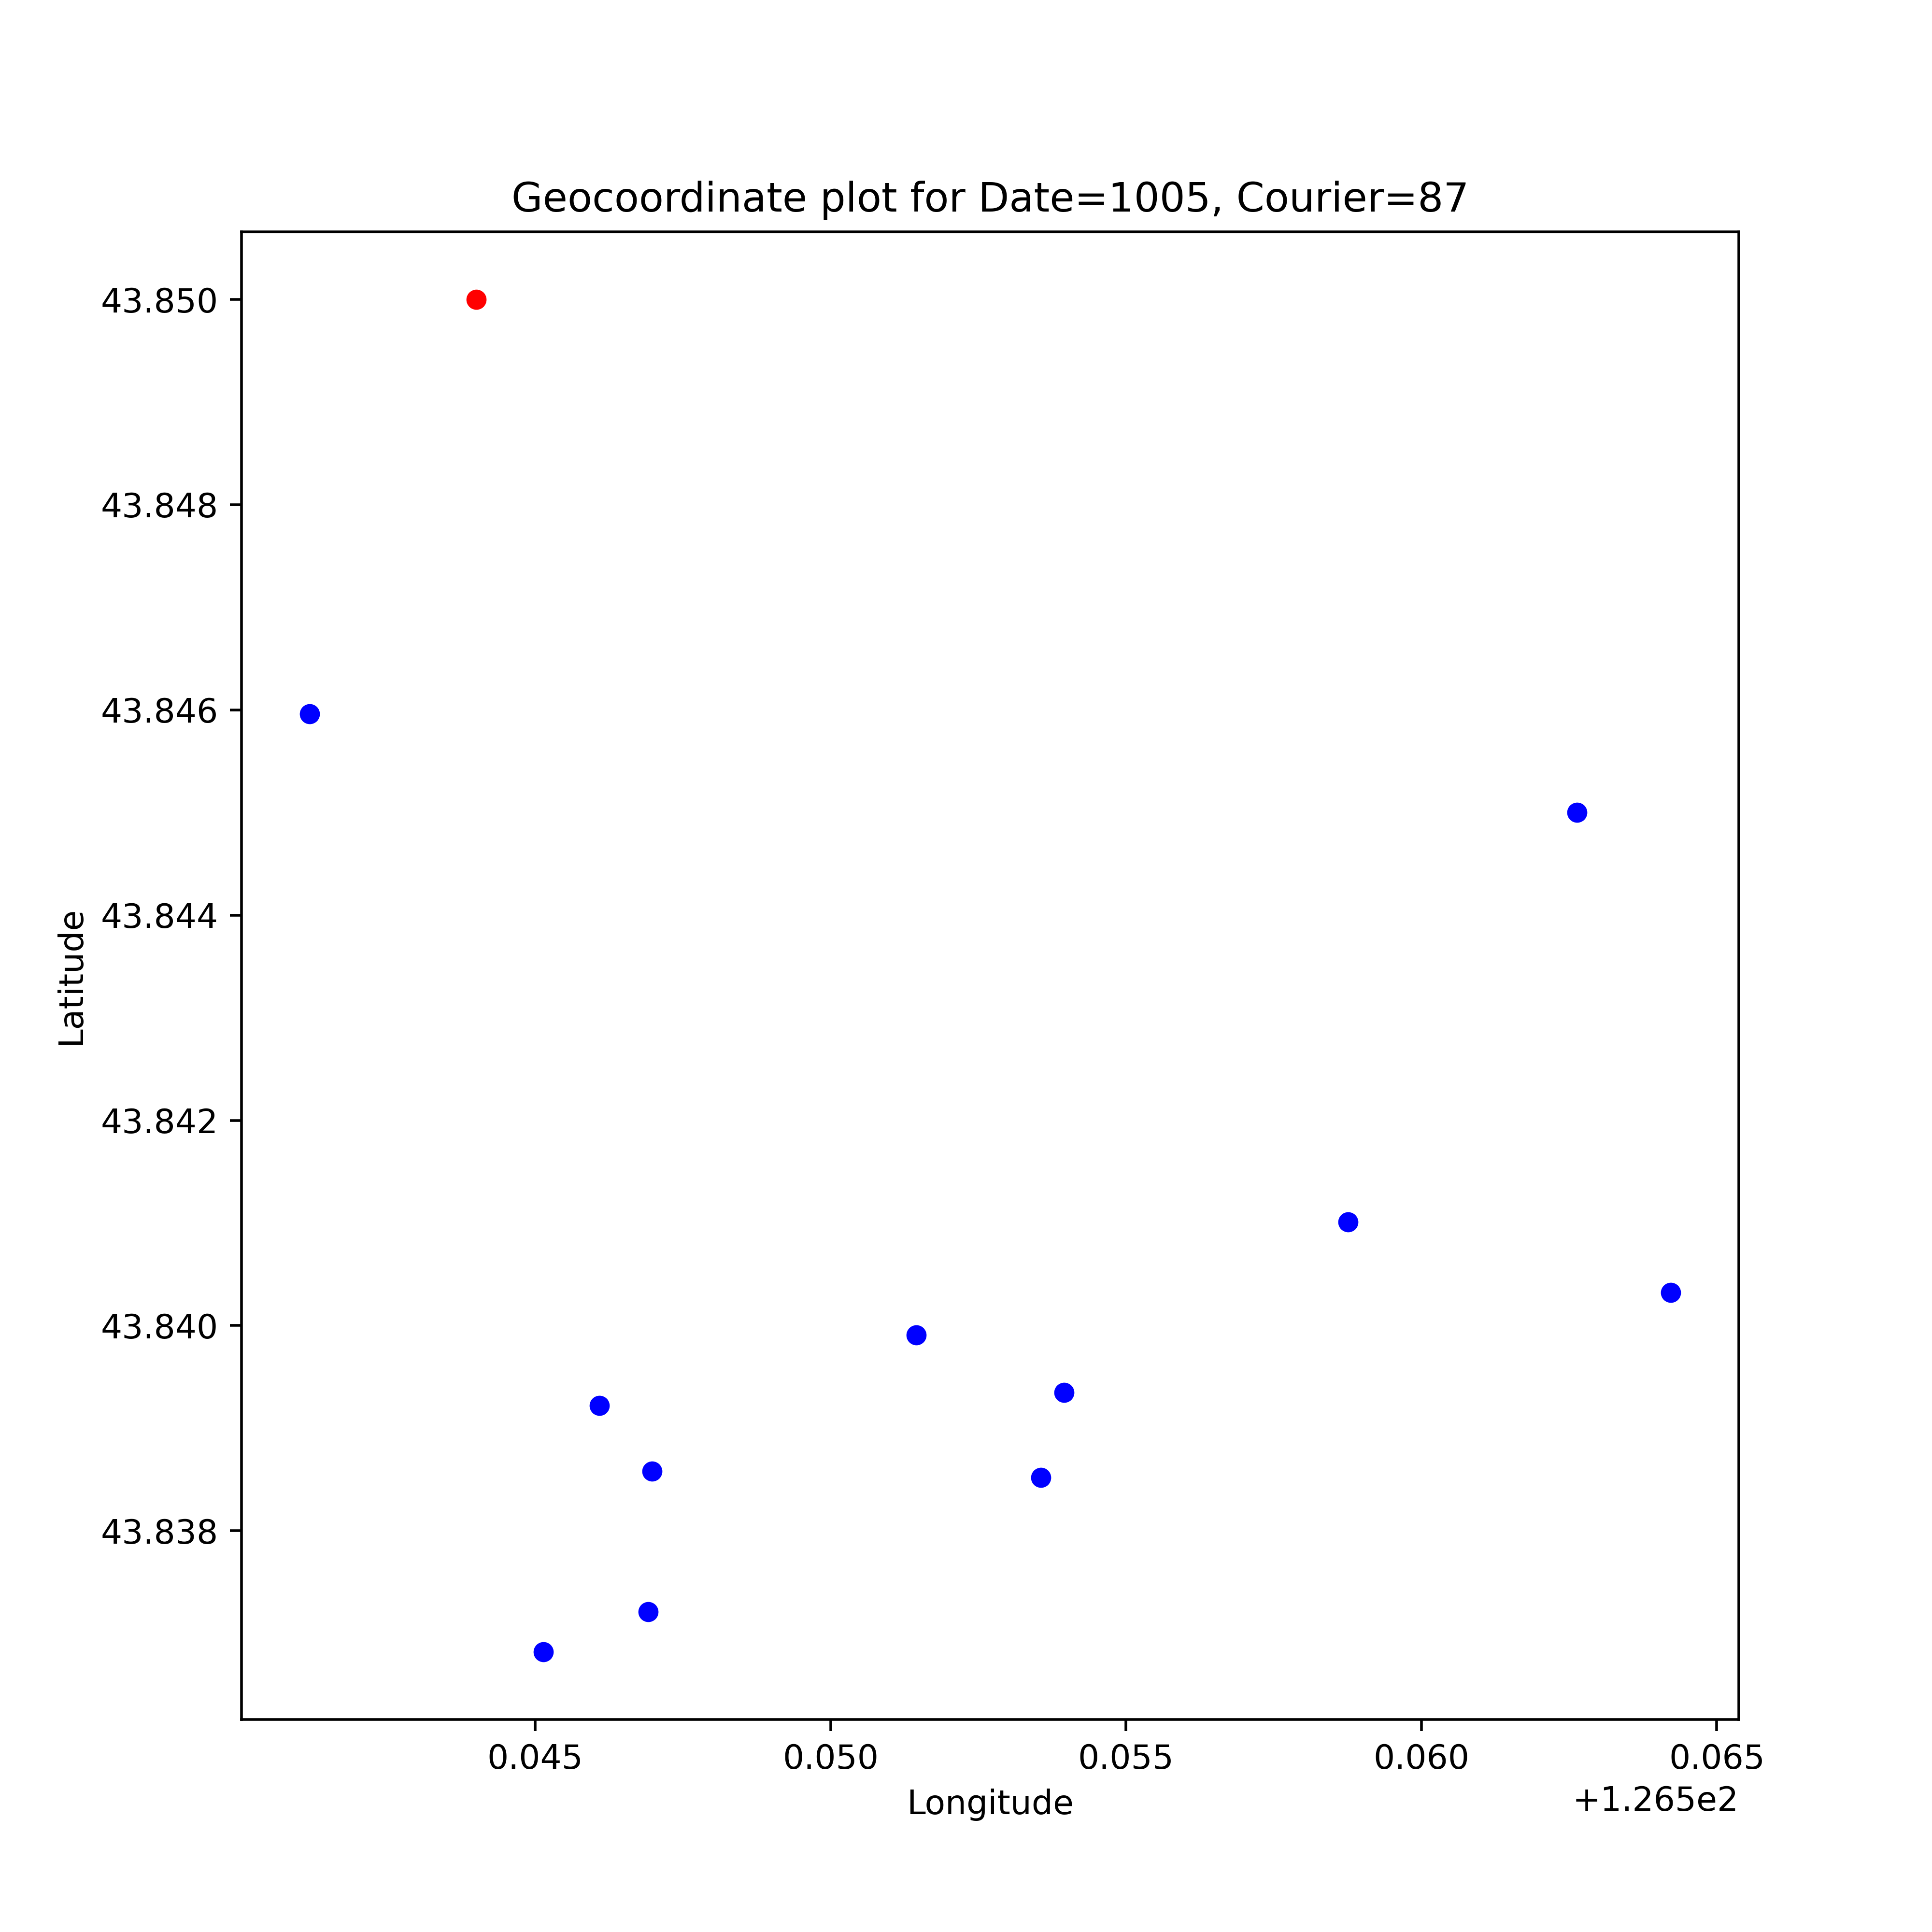 Geocoordinate plot for Date=1005, Courier=87
43.850
43.848
43.846
43.844
43.842
43.840
43.838
Latitude
0.045 0.050 0.055 0.060 0.065
Longitude
+1.265e2